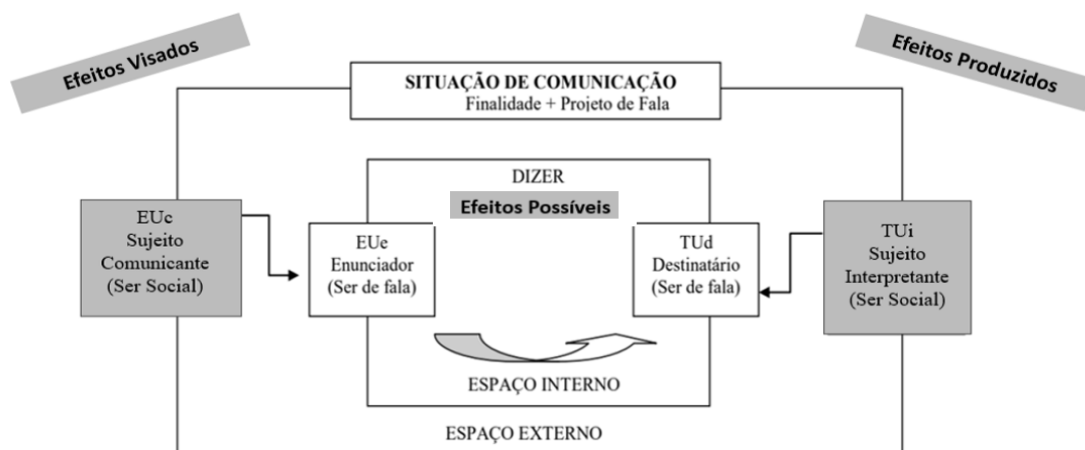 Efeitos Visados
Efeitos Produzidos
SITUAÇÃO DE COMUNICAÇÃO
Finalidade + Projeto de Fala
DIZER
Efeitos Possíveis
EUc
Sujeito
Comunicante
(Ser Social)
EUe
Enunciador
(Ser de fala)
TUd
Destinatário
(Ser de fala)
TUi
Sujeito
Interpretante
(Ser Social)
ESPAÇO INTERNO
ESPAÇO EXTERNO